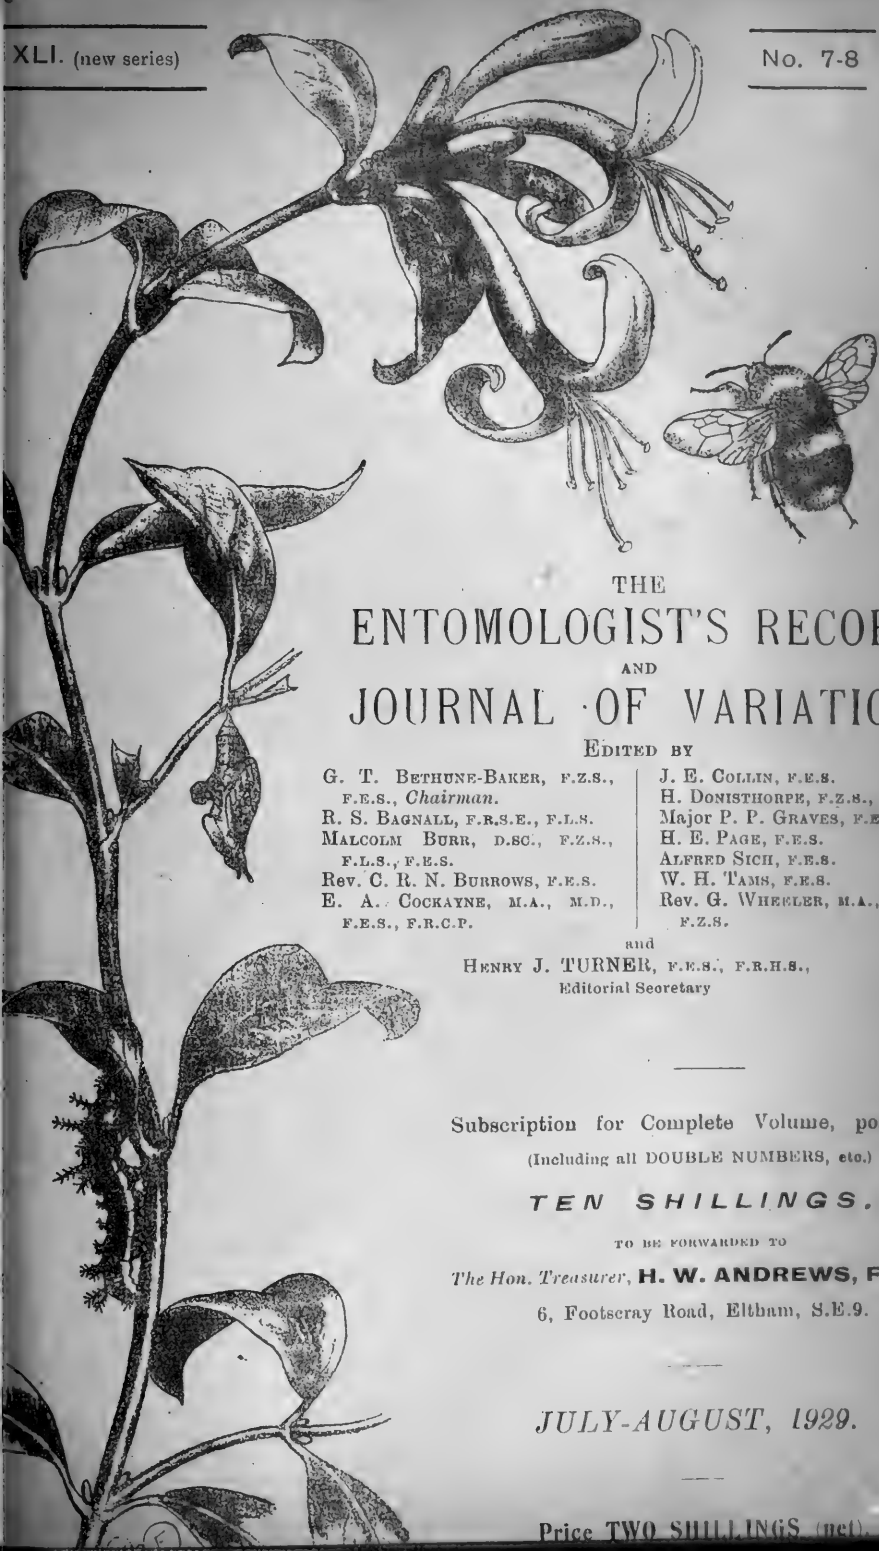 XLI. (new series)
No. 7-8
THE
ENTOMOLOGIST'S RECOR
AND
JOURNAL OF VARIATIO
EDITED BY
G. T. BETHUNE-BAKER, F.Z.S.,
F.E.S., Chairman.
R. S. BAGNALL, F.R.S.E., F.L.S.
MALCOLM BURR, D.SC., F.Z.S.,
F.L.S., F.E.S.
Rev. C. R. N. BURROWS, F.E.S.
E. A. COCKAYNE, M.A., M.D.,
F.E.S., F.R.C.P.
J. E. COLLIN, F.E.S.
H. DONISTHORPE, F.Z.S.,
Major P. P. GRAVES, F.E
H. E. PAGE, F.E.S.
ALFRED SICH, F.E.S.
W. H. TAMS, F.E.S.
Rev. G. WHEELER, M.A.,
F.Z.S.
and
HENRY J. TURNER, F.E.S., F.R.H.S.,
Editorial Secretary
Subscription for Complete Volume, po
(Including all DOUBLE NUMBERS, etc.)
TEN SHILLINGS.
TO BE FORWARDED TO
The Hon. Treasurer, H. W. ANDREWS, F
6, Footscray Road, Eltham, S.E.9.
JULY-AUGUST, 1929.
Price TWO SHILLINGS (net).